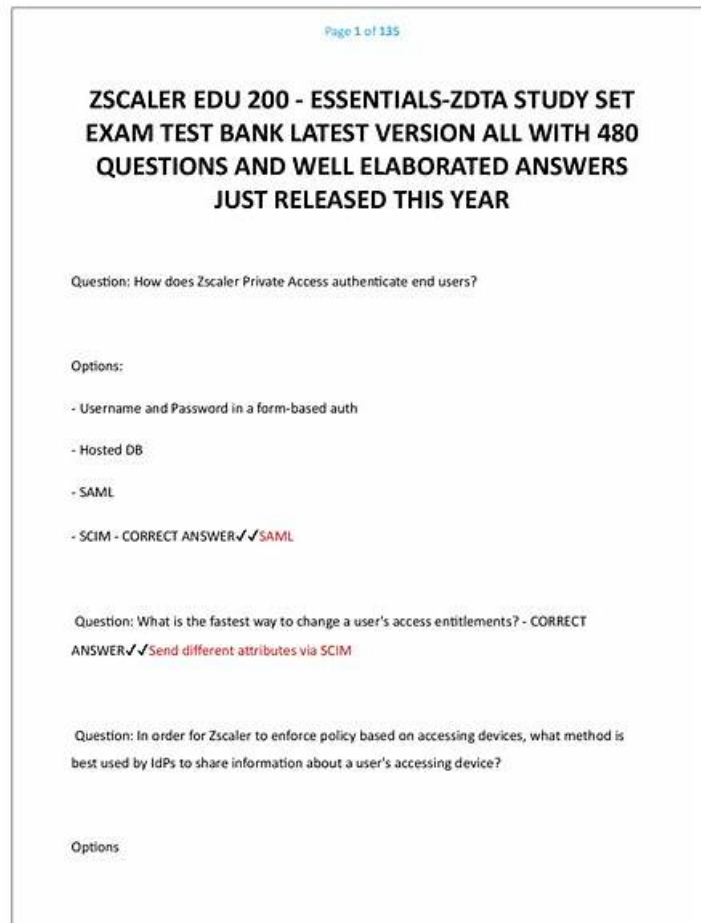 Page 1 of 135
ZSCALER EDU 200 - ESSENTIALS-ZDTA STUDY SET
EXAM TEST BANK LATEST VERSION ALL WITH 480
QUESTIONS AND WELL ELABORATED ANSWERS
JUST RELEASED THIS YEAR
Question: How does Zscaler Private Access authenticate end users?
Options:
- Username and Password in a form-based auth
- Hosted DB
- SAML
- SCIM - CORRECT ANSWER✔✔SAML
Question: What is the fastest way to change a user's access entitlements? - CORRECT
ANSWER✔✔Send different attributes via SCIM
Question: In order for Zscaler to enforce policy based on accessing devices, what method is
best used by IdPs to share information about a user's accessing device?
Options